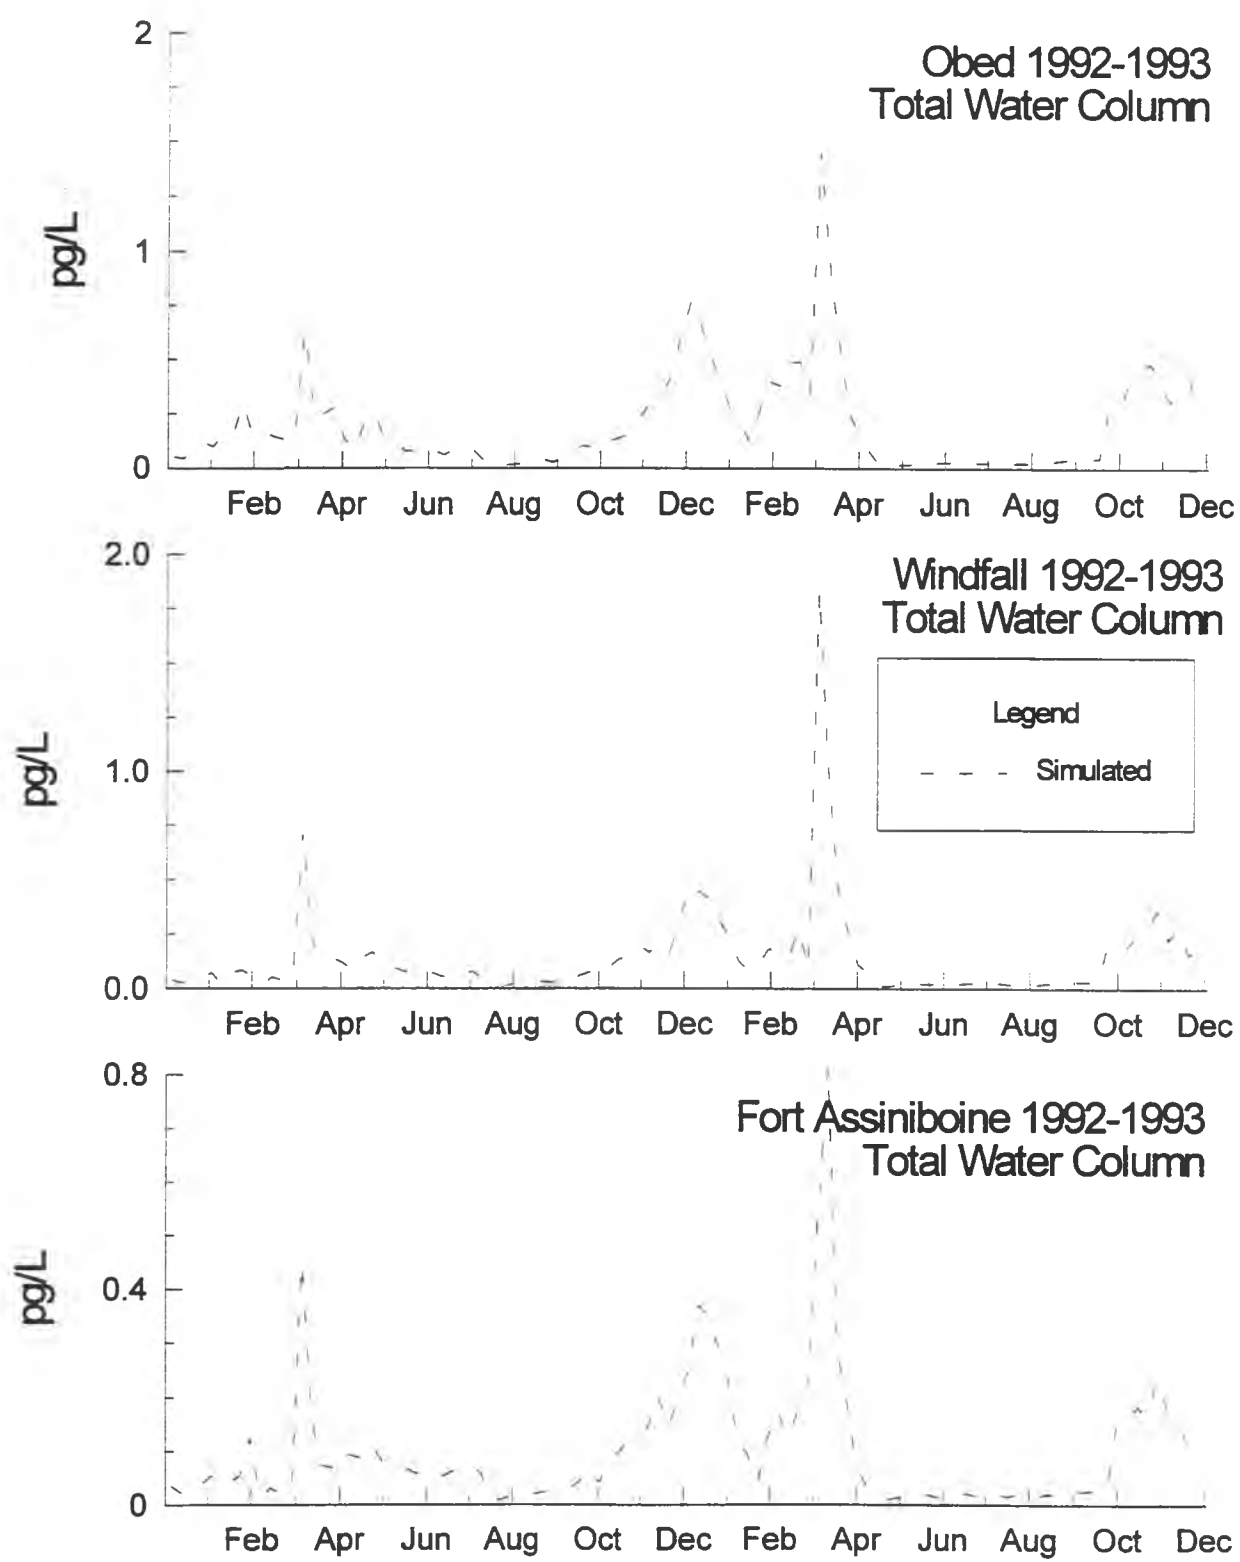 Obed 1992-1993
Total Water Column
pg/L
2
1
0
Feb Apr Jun Aug Oct Dec Feb Apr Jun Aug Oct Dec
Windfall 1992-1993
Total Water Column
pg/L
2.0
1.0
0.0
Legend
Simulated
Feb Apr Jun Aug Oct Dec Feb Apr Jun Aug Oct Dec
Fort Assiniboine 1992-1993
Total Water Column
pg/L
0.8
0.4
0
Feb Apr Jun Aug Oct Dec Feb Apr Jun Aug Oct Dec